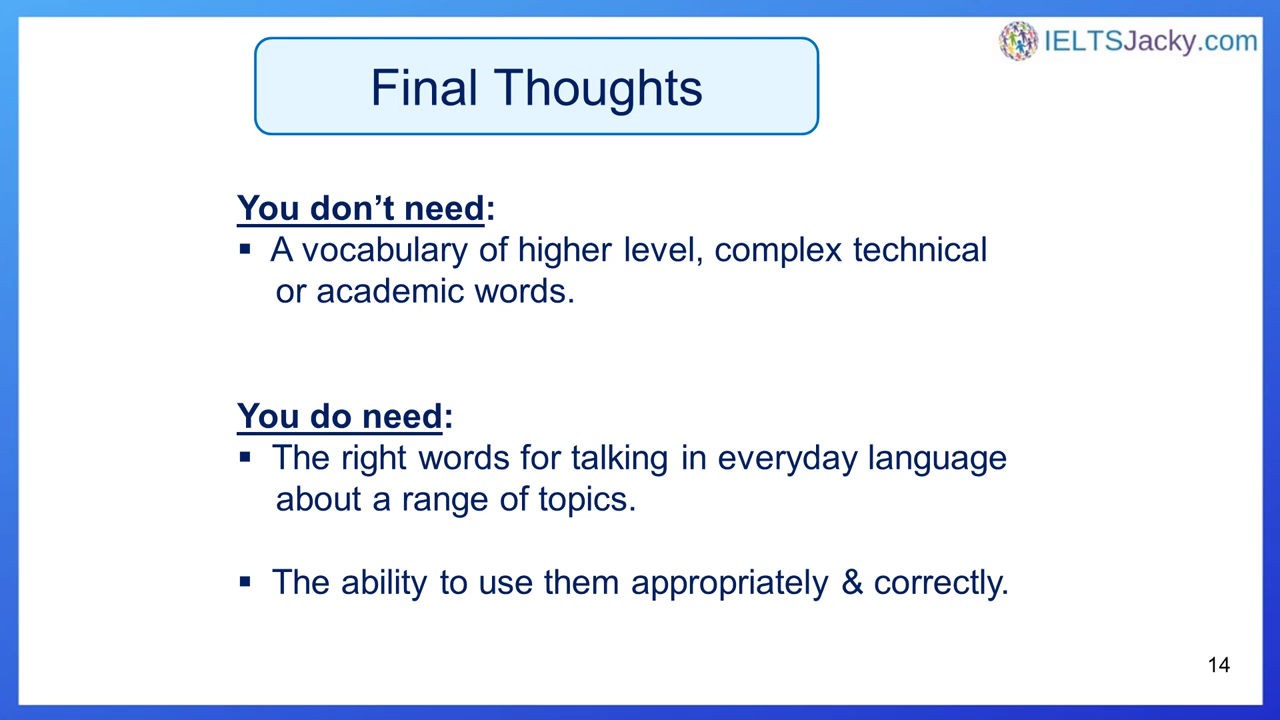 IELTSJacky.com
Final Thoughts
You don’t need:
▪ A vocabulary of higher level, complex technical
or academic words.
You do need:
▪ The right words for talking in everyday language
about a range of topics.
▪ The ability to use them appropriately & correctly.
14